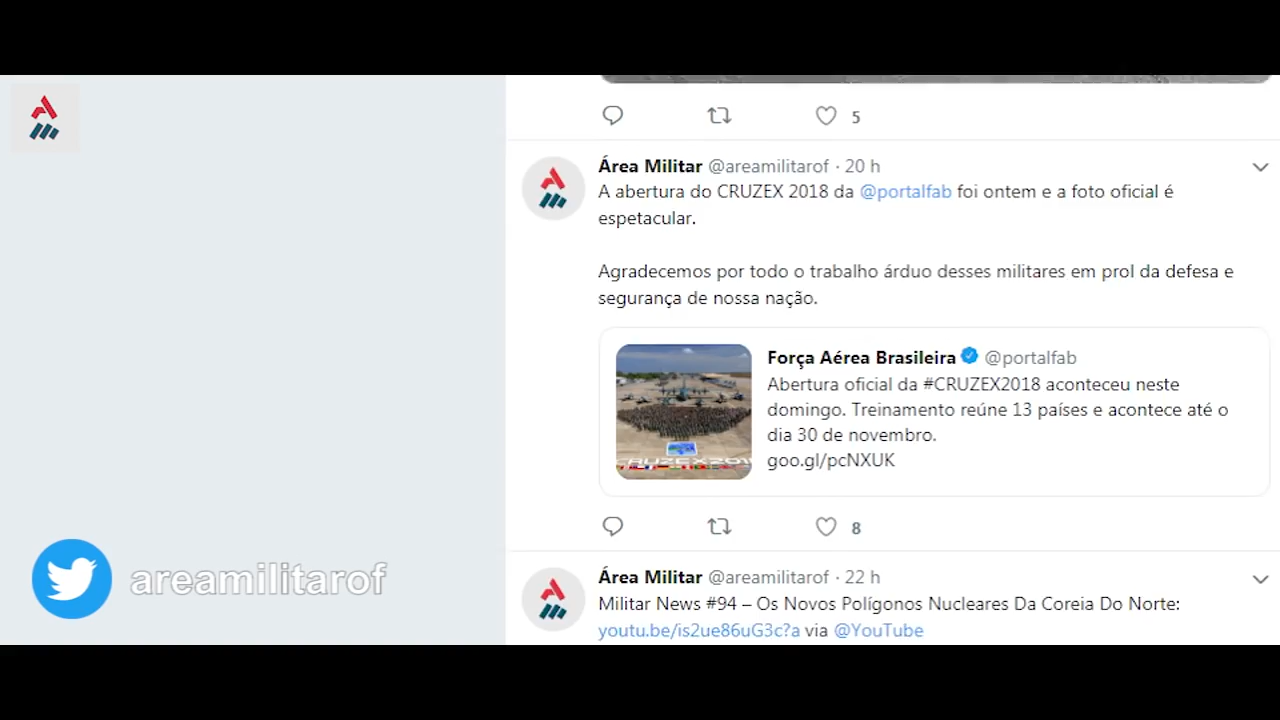 5
Área Militar @areamilitarof · 20 h
A abertura do CRUZEX 2018 da @portalfab foi ontem e a foto oficial é
espetacular.
Agradecemos por todo o trabalho árduo desses militares em prol da defesa e
segurança de nossa nação.
Força Aérea Brasileira @portalfab
Abertura oficial da #CRUZEX2018 aconteceu neste
domingo. Treinamento reúne 13 países e acontece até o
dia 30 de novembro.
goo.gl/pcNXUK
CRUZEX2018
8
areamilitarof
Área Militar @areamilitarof · 22 h
Militar News #94 – Os Novos Polígonos Nucleares Da Coreia Do Norte:
youtu.be/is2ue86uG3c?a via @YouTube